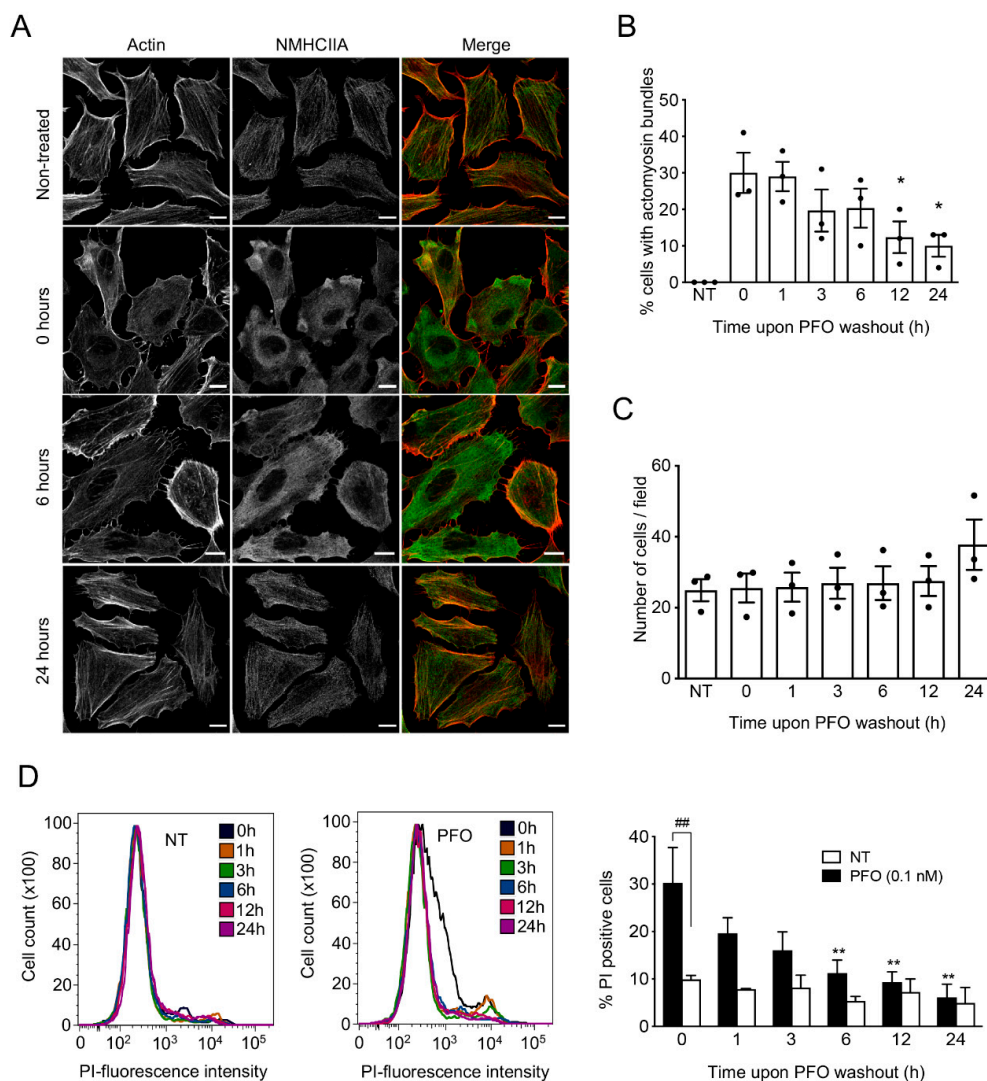 A
Actin NMHCIIA Merge
Non-treated
0 hours
6 hours
24 hours
B
% cells with actomyosin bundles
50
40
30
20
10
0
* *
NT 0 1 3 6 12 24
Time upon PFO washout (h)
C
Number of cells / field
60
40
20
0
NT 0 1 3 6 12 24
Time upon PFO washout (h)
D
Cell count (x100)
100
80
60
40
20
0
NT
0h
1h
3h
6h
12h
24h
0 10² 10³ 10⁴ 10⁵
PI-fluorescence intensity
Cell count (x100)
100
80
60
40
20
0
PFO
0h
1h
3h
6h
12h
24h
0 10² 10³ 10⁴ 10⁵
PI-fluorescence intensity
% PI positive cells
40
30
20
10
0
##
NT
PFO (0.1 nM)
** ** **
0 1 3 6 12 24
Time upon PFO washout (h)